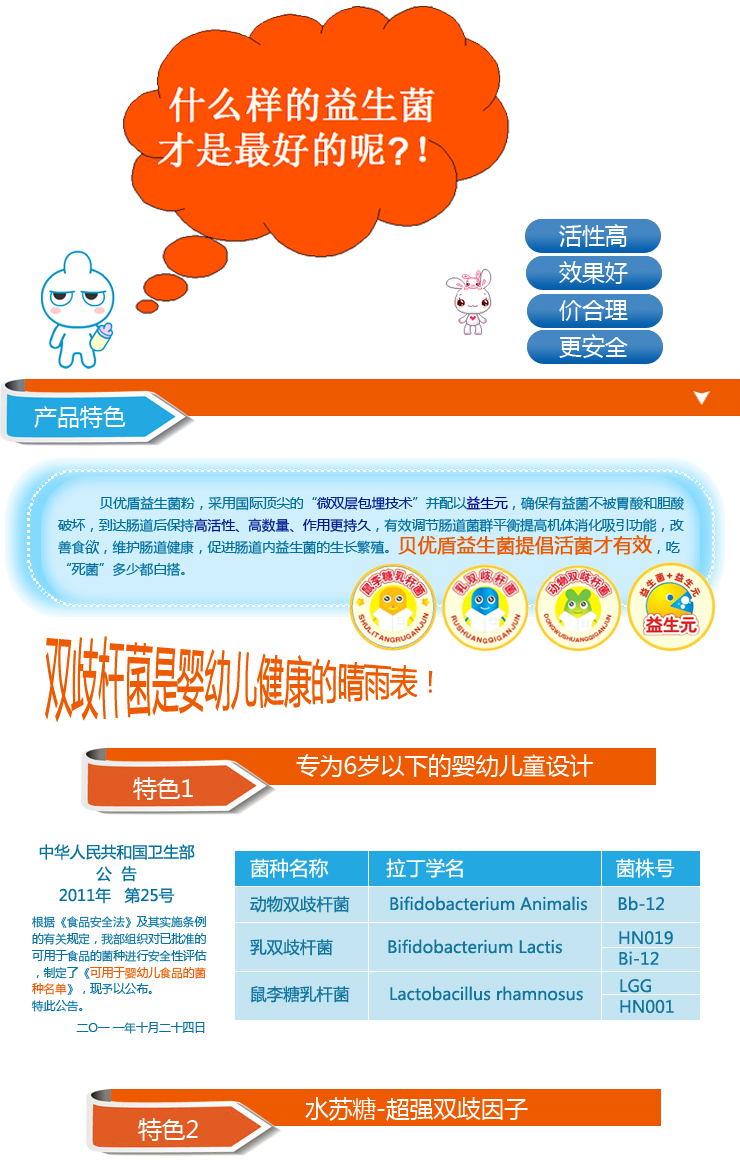 什么样的益生菌
才是最好的呢?!
活性高
效果好
价合理
更安全
产品特色
贝优盾益生菌粉，采用国际顶尖的“微双层包埋技术”并配以益生元，确保有益菌不被胃酸和胆酸
破坏，到达肠道后保持高活性、高数量、作用更持久，有效调节肠道菌群平衡提高机体消化吸引功能，改
善食欲，维护肠道健康，促进肠道内益生菌的生长繁殖。贝优盾益生菌提倡活菌才有效，吃
“死菌”多少都白搭。
鼠李糖乳杆菌
SHULITANGRUGANJUN
乳双歧杆菌
RUSHUANGQIGANJUN
动物双歧杆菌
DONGWUSHUANGQIGANJUN
益生菌+益生元
益生元
双歧杆菌是婴幼儿健康的晴雨表！
特色1
专为6岁以下的婴幼儿童设计
中华人民共和国卫生部
公 告
2011年 第25号
根据《食品安全法》及其实施条例
的有关规定，我部组织对已批准的
可用于食品的菌种进行安全性评估
，制定了《可用于婴幼儿食品的菌
种名单》，现予以公布。
特此公告。
二〇一一年十月二十四日
菌种名称 拉丁学名 菌株号
动物双歧杆菌 Bifidobacterium Animalis Bb-12
乳双歧杆菌 Bifidobacterium Lactis HN019
Bi-12
鼠李糖乳杆菌 Lactobacillus rhamnosus LGG
HN001
特色2
水苏糖-超强双歧因子